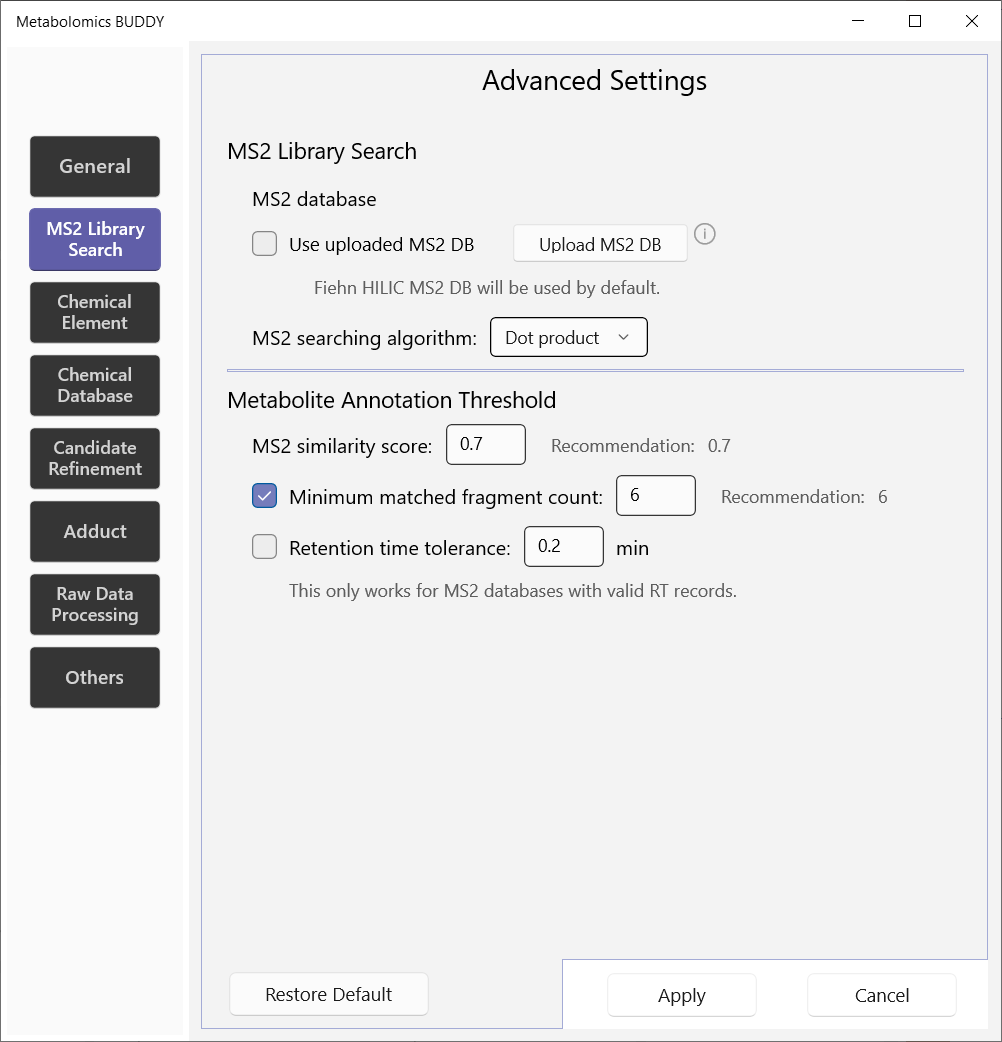 Metabolomics BUDDY
General
MS2 Library
Search
Chemical
Element
Chemical
Database
Candidate
Refinement
Adduct
Raw Data
Processing
Others
Advanced Settings
MS2 Library Search
MS2 database
Use uploaded MS2 DB
Upload MS2 DB
Fiehn HILIC MS2 DB will be used by default.
MS2 searching algorithm: Dot product
Metabolite Annotation Threshold
MS2 similarity score: 0.7 Recommendation: 0.7
Minimum matched fragment count: 6 Recommendation: 6
Retention time tolerance: 0.2 min
This only works for MS2 databases with valid RT records.
Restore Default
Apply
Cancel